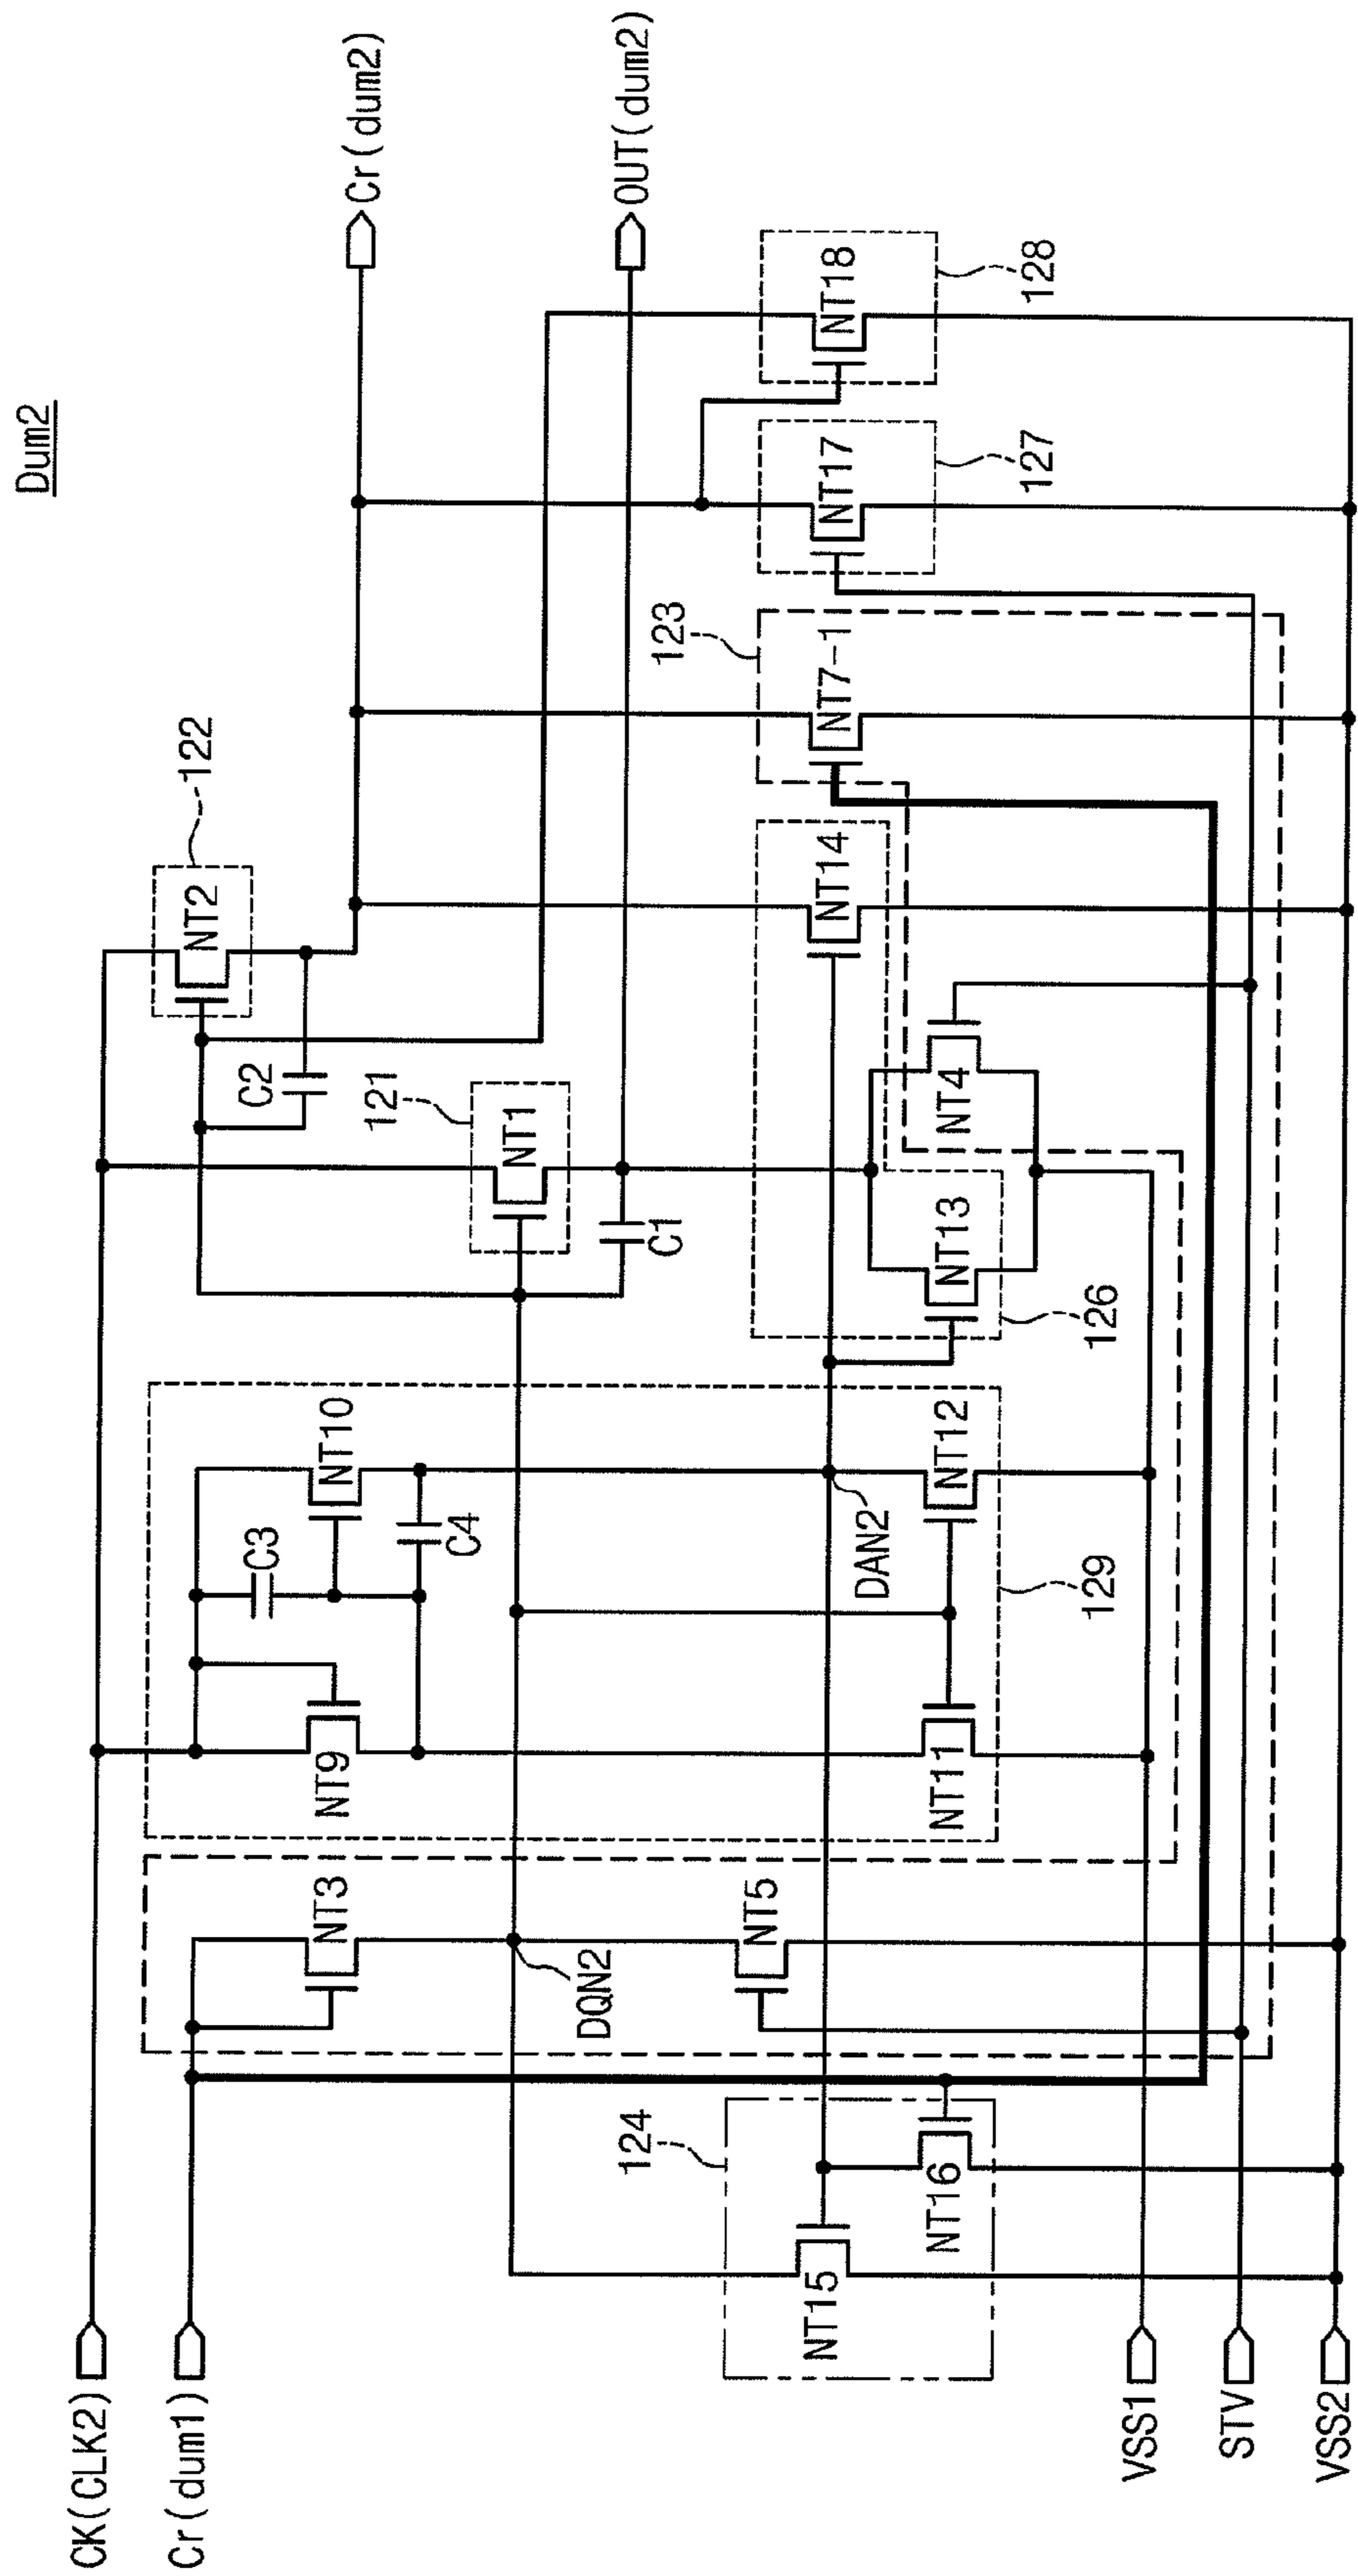 Dum2
CK(CLK2)
Cr(dum1)
VSS1
STV
VSS2
Cr(dum2)
OUT(dum2)
122
NT2
C2
121
NT1
C1
NT10
C3
C4
NT9
NT3
DQN2
NT5
124
NT15
NT16
NT11
NT12
DAN2
129
126
NT13
NT4
NT14
123
NT7-1
NT17
127
NT18
128